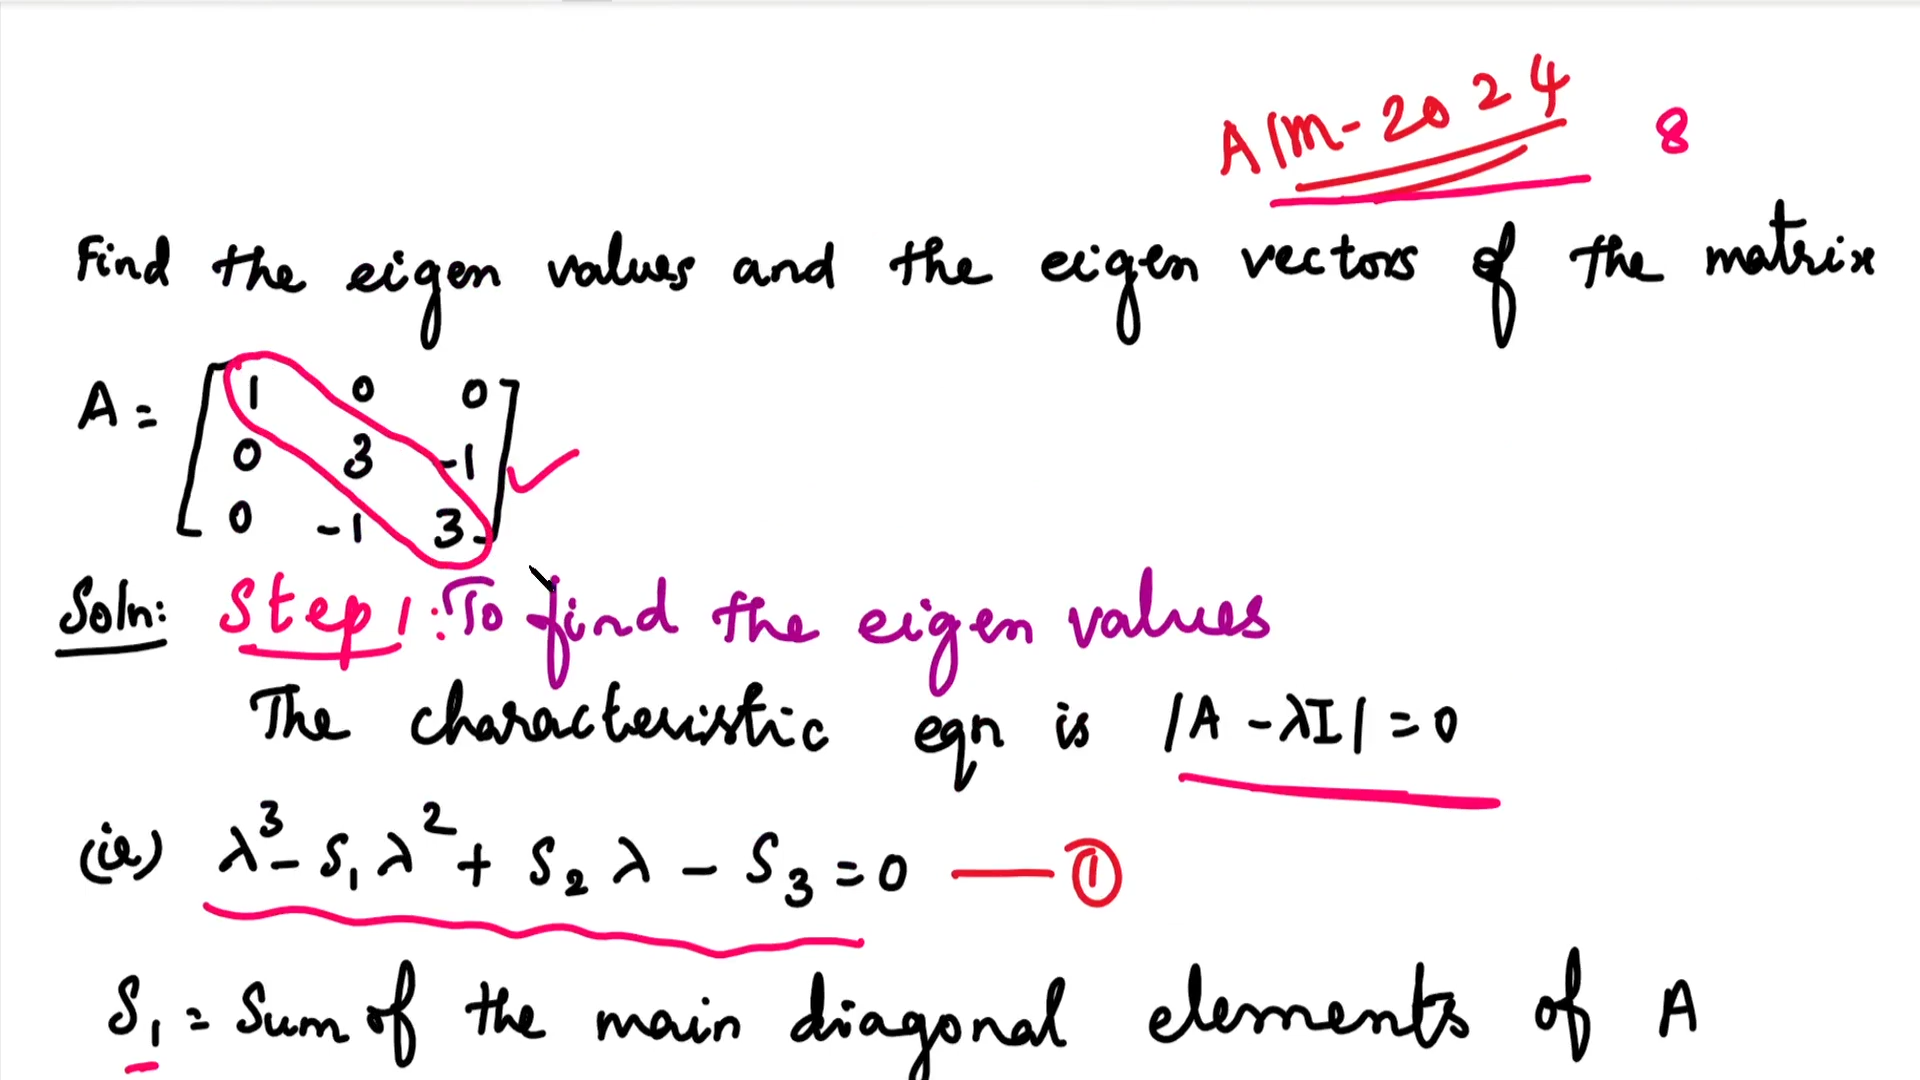 A/M-2024 8
Find the eigen values and the eigen vectors of the matrix
A = [ 1 0 0
0 3 -1
0 -1 3 ]
Soln: Step 1: To find the eigen values
The characteristic eqn is |A - λI| = 0
(ie) λ³ - S₁λ² + S₂λ - S₃ = 0 — ①
S₁ = Sum of the main diagonal elements of A